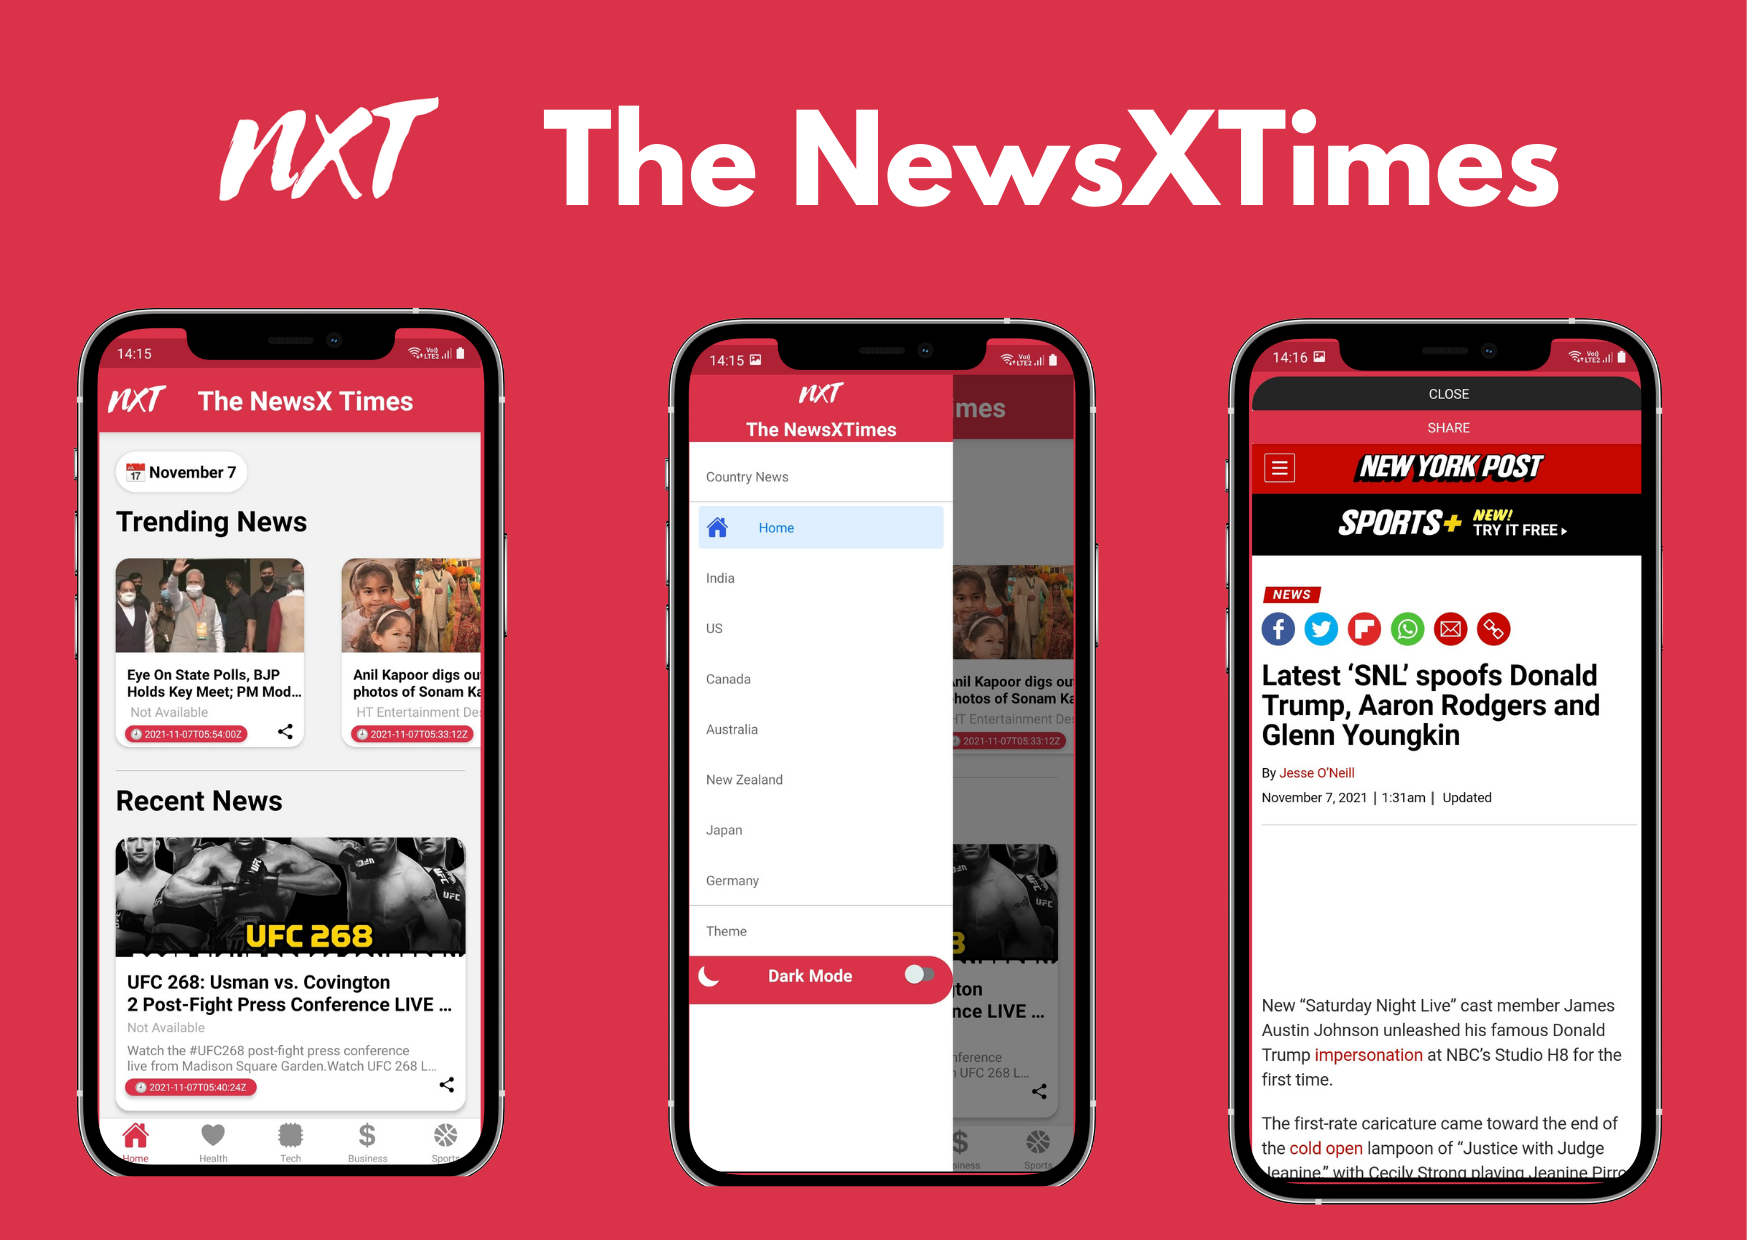 nxT The NewsXTimes
14:15
nxT The NewsX Times
17 November 7
Trending News
Eye On State Polls, BJP
Holds Key Meet; PM Mod...
Not Available
2021-11-07T05:54:00Z
Anil Kapoor digs ou
photos of Sonam Ka
HT Entertainment De
2021-11-07T05:33:12Z
Recent News
UFC
UFC
UFC 268
UFC 268: Usman vs. Covington
2 Post-Fight Press Conference LIVE ...
Not Available
Watch the #UFC268 post-fight press conference
live from Madison Square Garden.Watch UFC 268 L...
2021-11-07T05:40:24Z
Home Health Tech Business Sports
14:15
nxT
The NewsXTimes
Country News
Home
India
US
Canada
Australia
New Zealand
Japan
Germany
Theme
Dark Mode
imes
Anil Kapoor digs ou
photos of Sonam Ka
HT Entertainment De
2021-11-07T05:33:12Z
UFC
8
ton
nce LIVE ...
nference
UFC 268 L...
siness Sports
14:16
CLOSE
SHARE
NEW YORK POST
SPORTS+ NEW!
TRY IT FREE
NEWS
Latest ‘SNL’ spoofs Donald
Trump, Aaron Rodgers and
Glenn Youngkin
By Jesse O’Neill
November 7, 2021 | 1:31am | Updated
New “Saturday Night Live” cast member James
Austin Johnson unleashed his famous Donald
Trump impersonation at NBC’s Studio H8 for the
first time.
The first-rate caricature came toward the end of
the cold open lampoon of “Justice with Judge
Jeanine” with Cecily Strong playing Jeanine Pirro